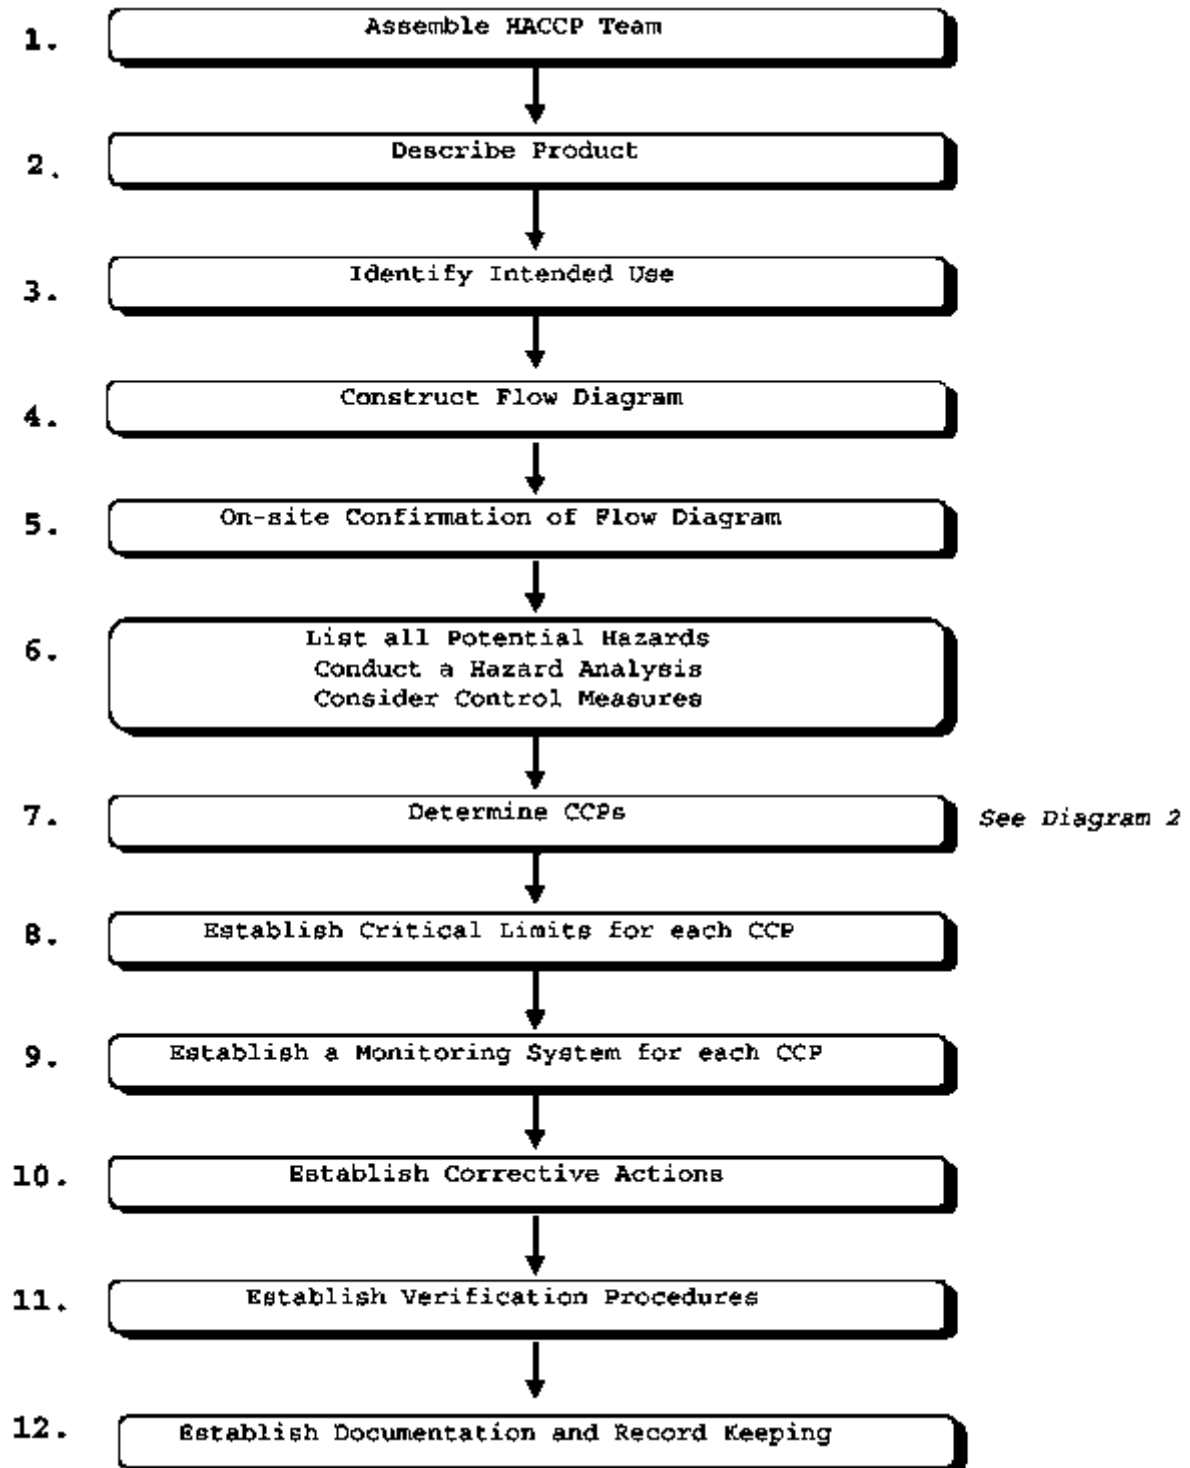 1. Assemble HACCP Team
2. Describe Product
3. Identify Intended Use
4. Construct Flow Diagram
5. On-site Confirmation of Flow Diagram
6. List all Potential Hazards
Conduct a Hazard Analysis
Consider Control Measures
7. Determine CCPs See Diagram 2
8. Establish Critical Limits for each CCP
9. Establish a Monitoring System for each CCP
10. Establish Corrective Actions
11. Establish Verification Procedures
12. Establish Documentation and Record Keeping